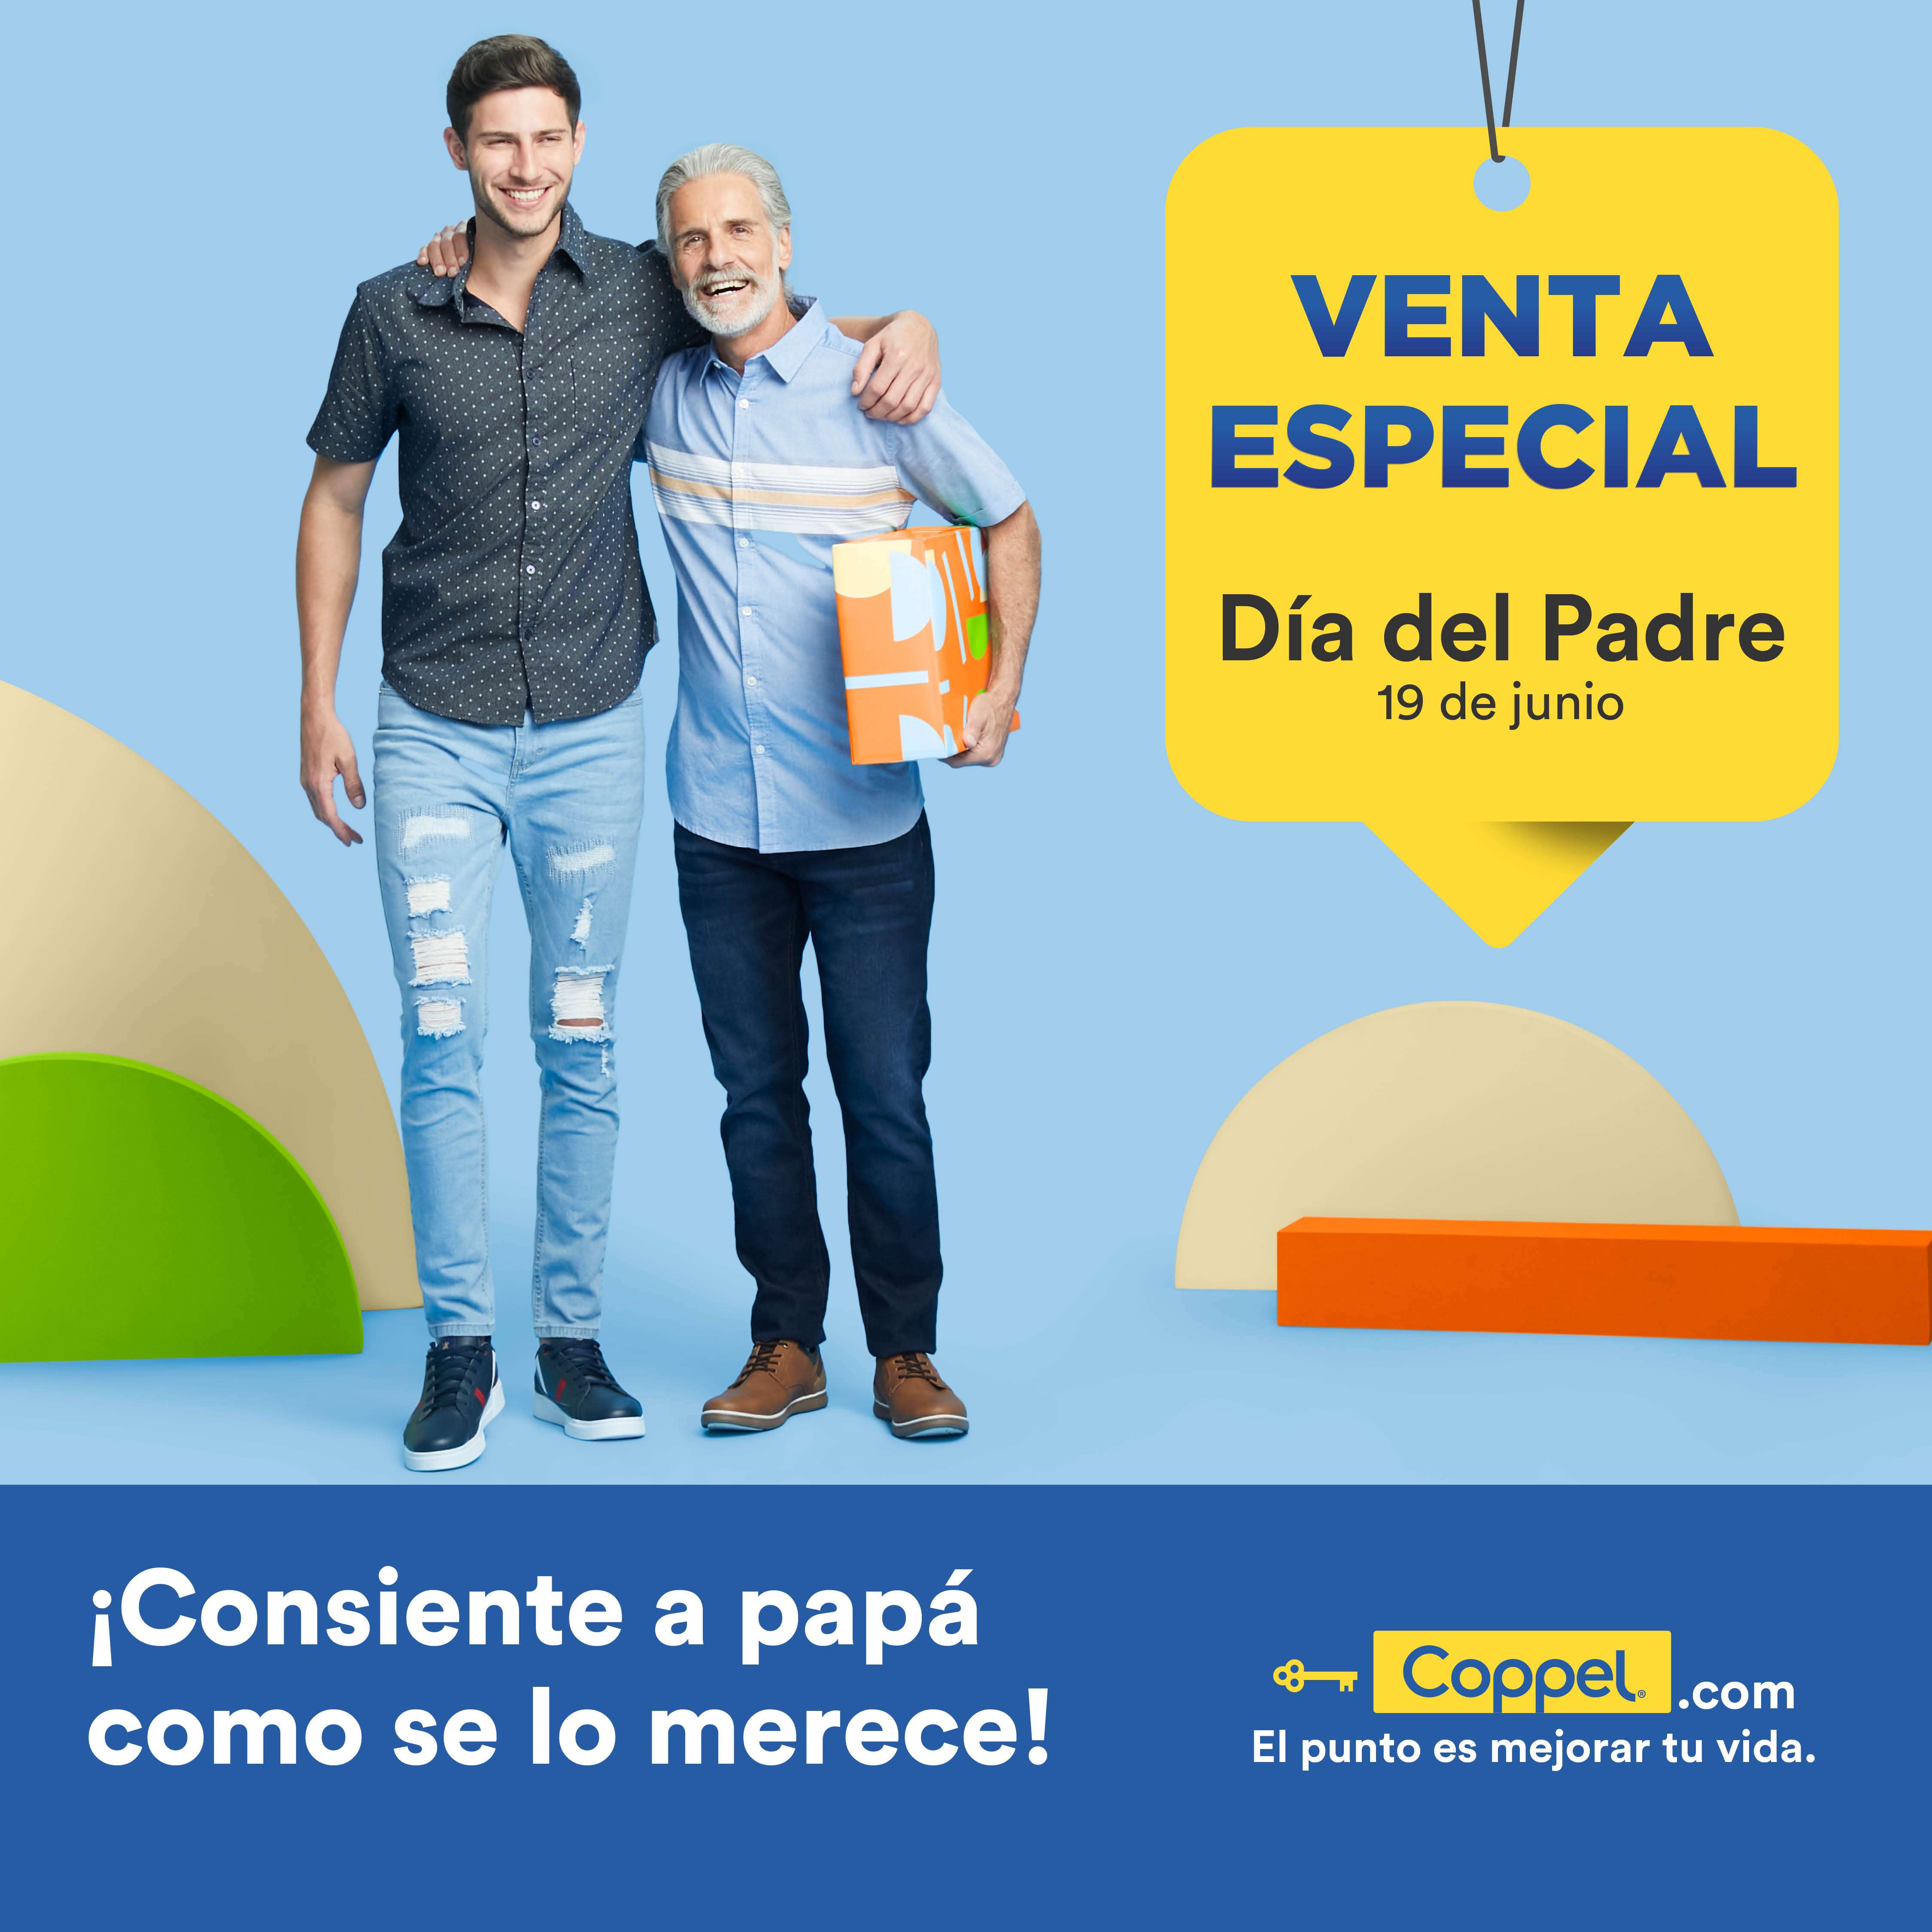 VENTA
ESPECIAL
Día del Padre
19 de junio
¡Consiente a papá
como se lo merece!
Coppel® .com
El punto es mejorar tu vida.